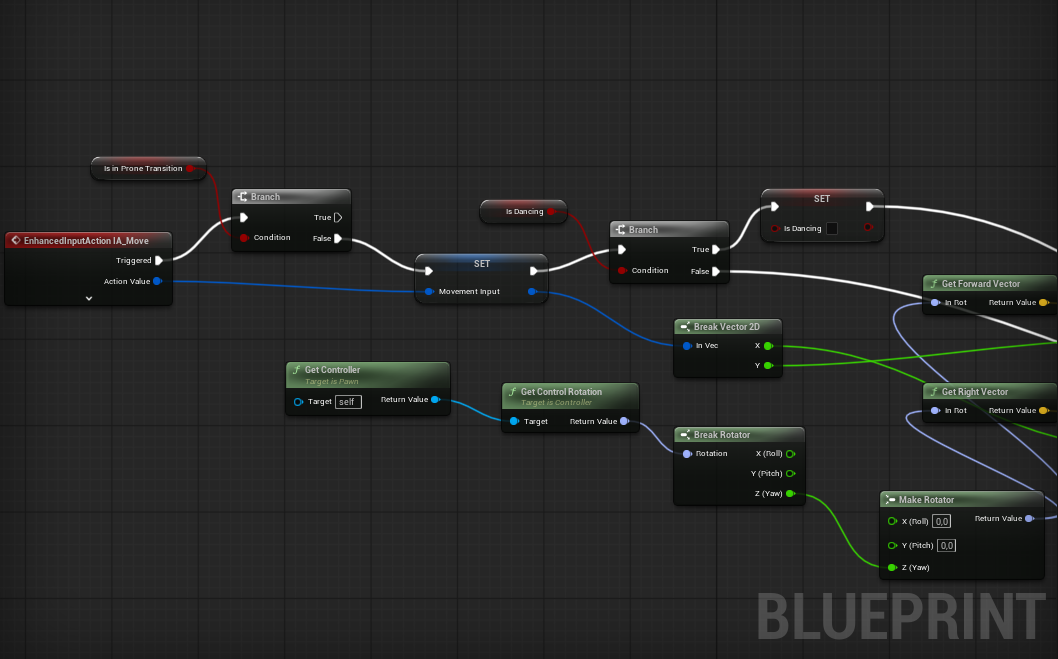 Is in Prone Transition
Branch
True
Condition
False
EnhancedInputAction IA_Move
Triggered
Action Value
SET
Movement Input
Is Dancing
Branch
True
Condition
False
SET
Is Dancing
Get Forward Vector
In Rot
Return Value
Break Vector 2D
In Vec
X
Y
Get Controller
Target is Pawn
Target
self
Return Value
Get Control Rotation
Target is Controller
Target
Return Value
Get Right Vector
In Rot
Return Value
Break Rotator
Rotation
X (Roll)
Y (Pitch)
Z (Yaw)
Make Rotator
X (Roll) 0,0
Return Value
Y (Pitch) 0,0
Z (Yaw)
BLUEPRINT